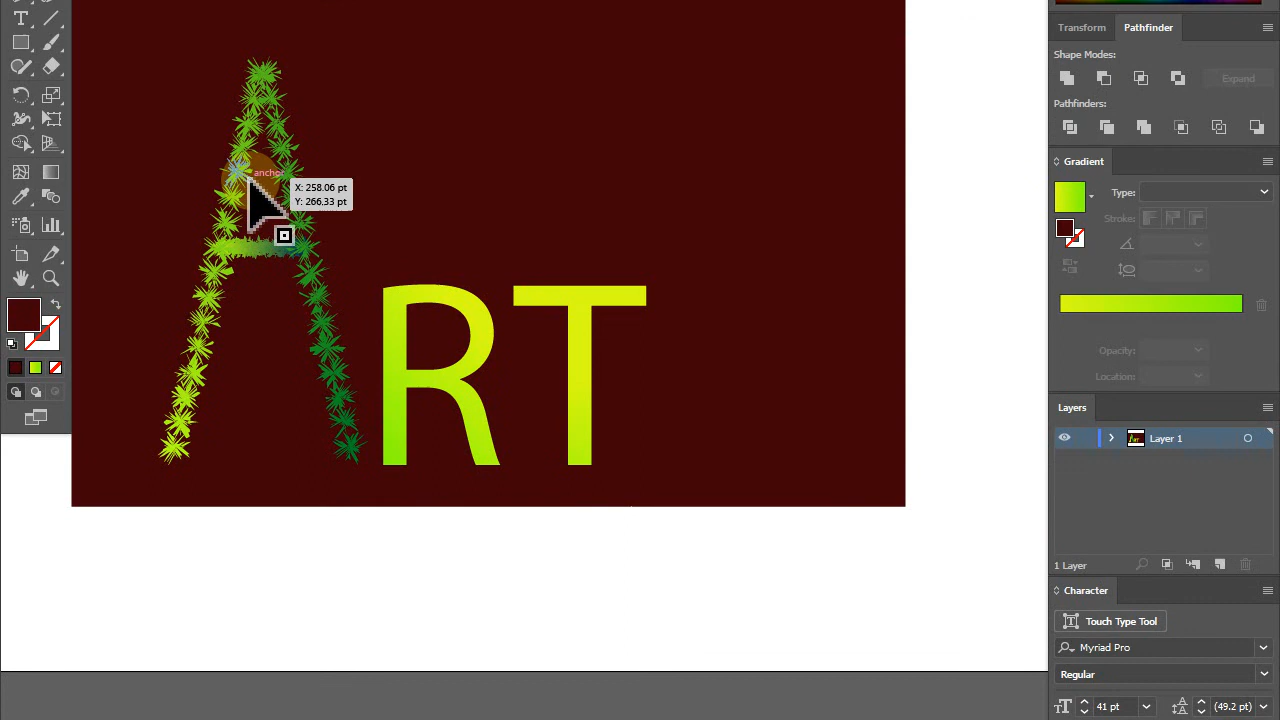 Transform
Pathfinder
Shape Modes:
Expand
Pathfinders:
Gradient
Type:
Stroke:
Opacity:
Location:
anchor
X: 258.06 pt
Y: 266.33 pt
ART
Layers
Layer 1
1 Layer
Character
Touch Type Tool
Myriad Pro
Regular
41 pt
(49.2 pt)